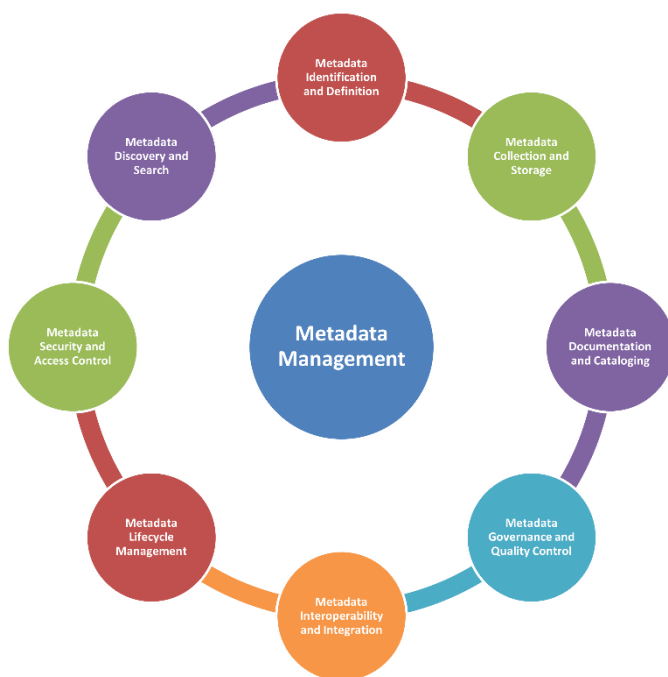 Metadata
Identification
and Definition
Metadata
Collection and
Storage
Metadata
Documentation
and Cataloging
Metadata
Governance and
Quality Control
Metadata
Interoperability
and Integration
Metadata
Lifecycle
Management
Metadata
Security and
Access Control
Metadata
Discovery and
Search
Metadata
Management